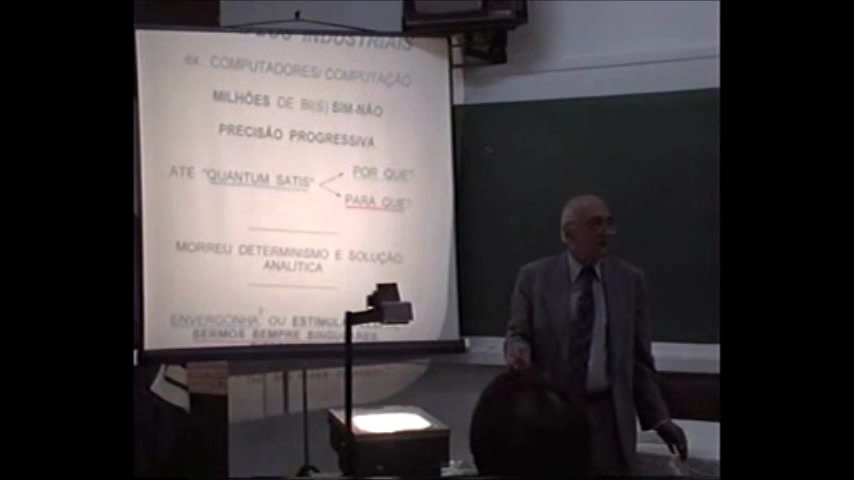 INDUSTRIAIS
ex. COMPUTADORES/COMPUTAÇÃO
MILHÕES DE BI(S) SIM-NÃO
PRECISÃO PROGRESSIVA
ATÉ "QUANTUM SATIS"
POR QUE?
PARA QUE?
MORREU DETERMINISMO E SOLUÇÃO
ANALÍTICA
ENVERGONHA? OU
SERMOS SEMPRE SINGULARES